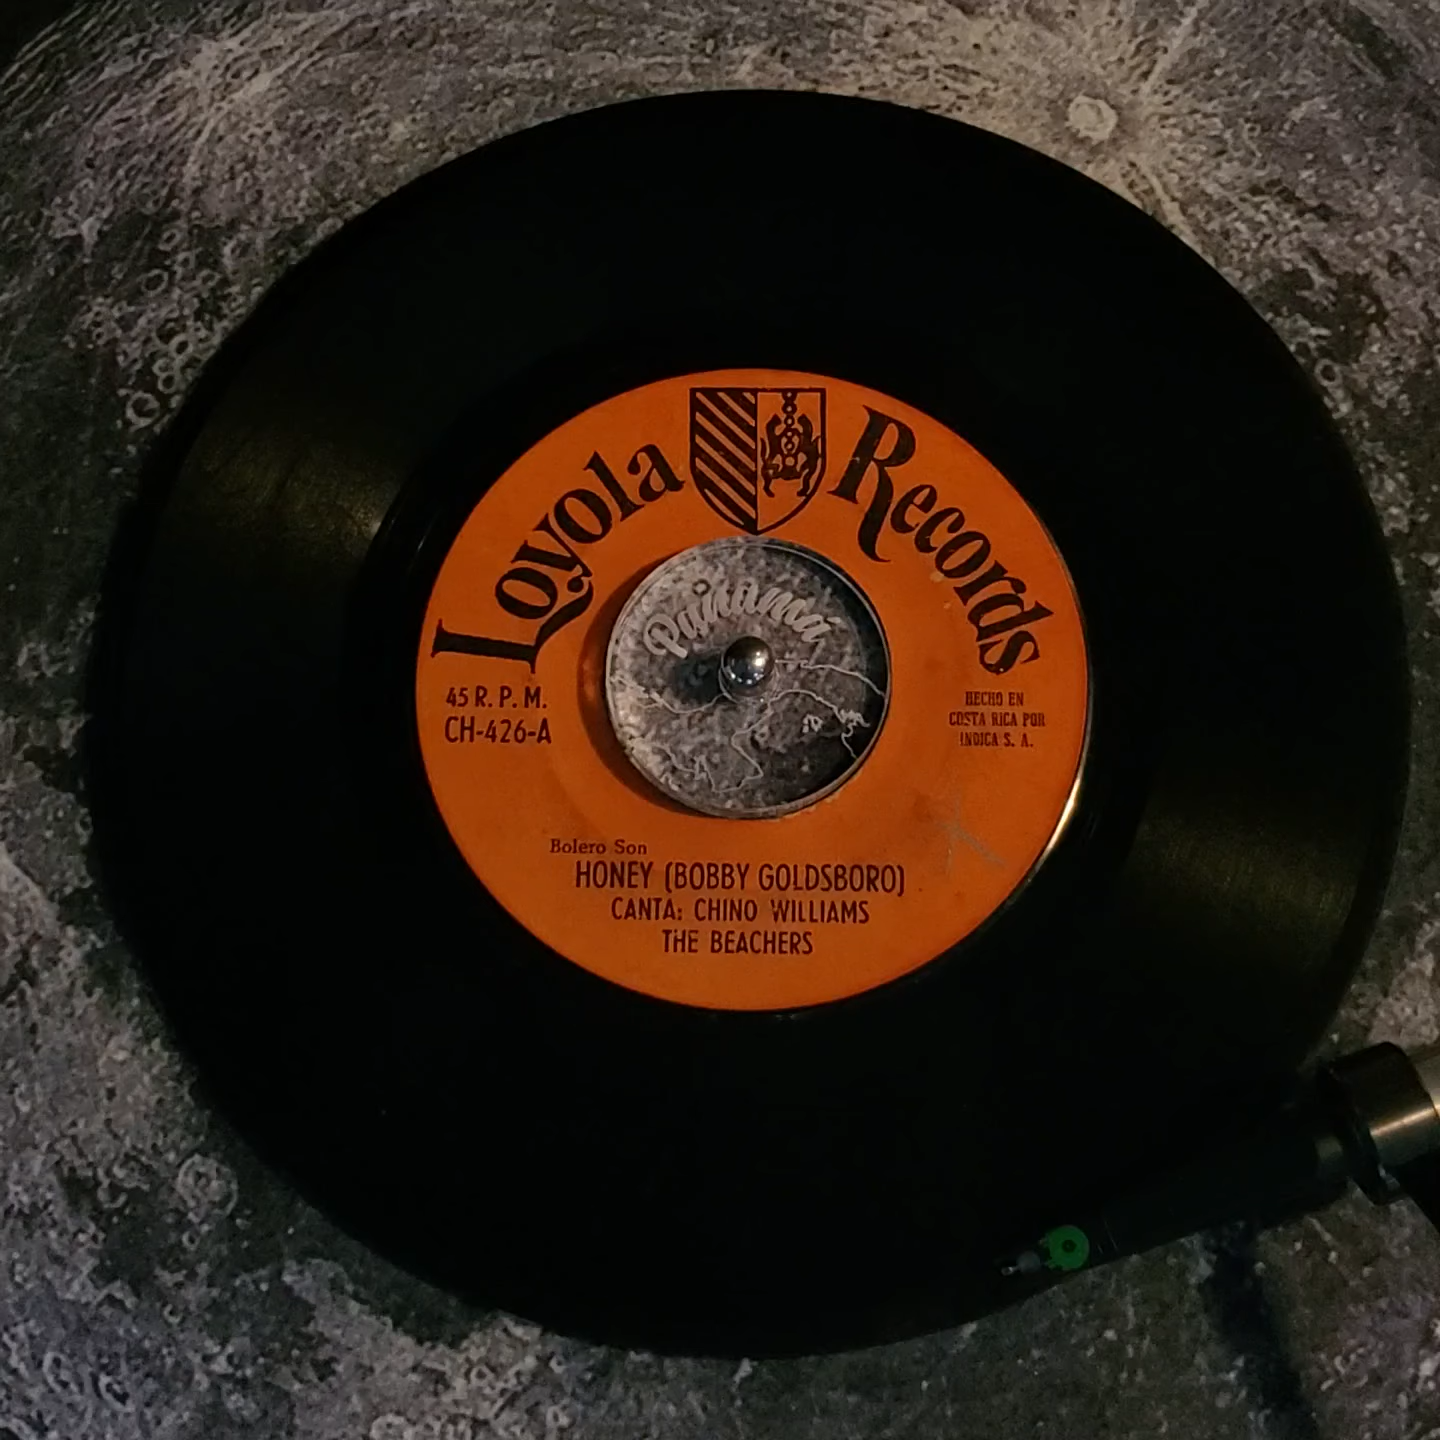 Loyola Records
Panamá
45 R. P. M.
CH-426-A
HECHO EN
COSTA RICA POR
INDICA S. A.
Bolero Son
HONEY (BOBBY GOLDSBORO)
CANTA: CHINO WILLIAMS
THE BEACHERS